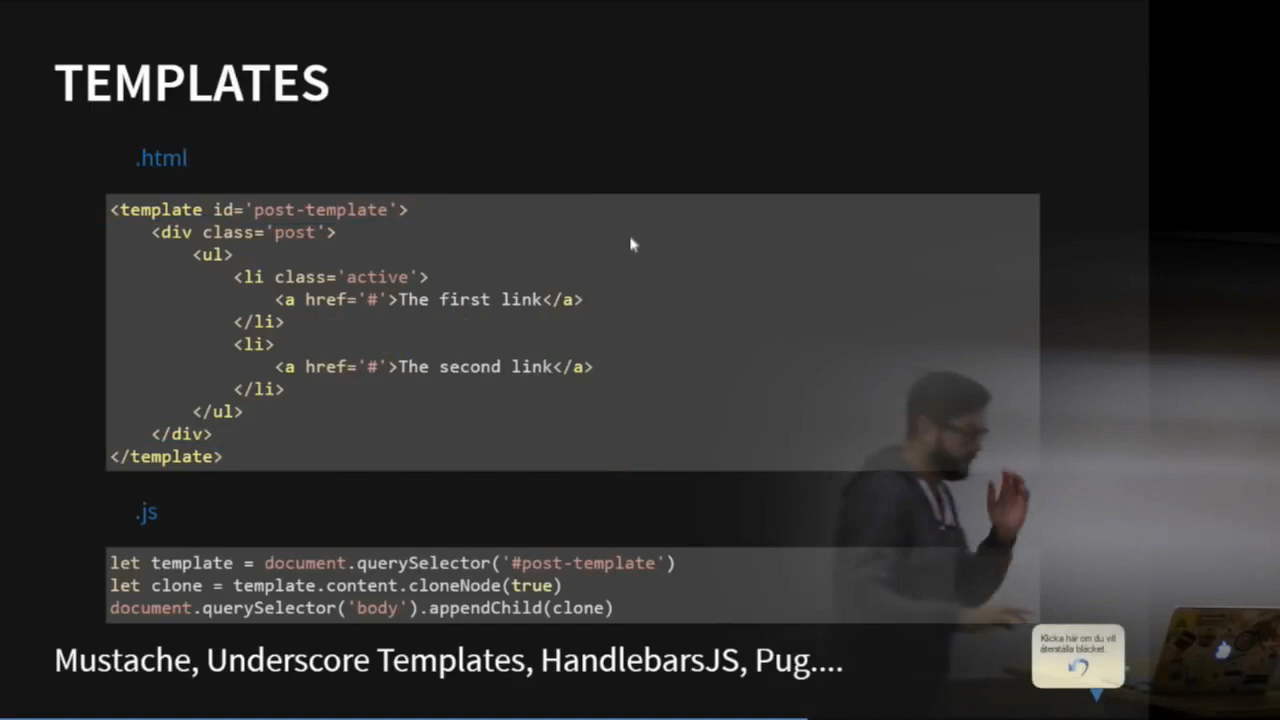 TEMPLATES
.html
<template id='post-template'>
    <div class='post'>
        <ul>
            <li class='active'>
                <a href='#'>The first link</a>
            </li>
            <li>
                <a href='#'>The second link</a>
            </li>
        </ul>
    </div>
</template>
.js
let template = document.querySelector('#post-template')
let clone = template.content.cloneNode(true)
document.querySelector('body').appendChild(clone)
Mustache, Underscore Templates, HandlebarsJS, Pug....
Klicka här om du vill
återställa bläcket.